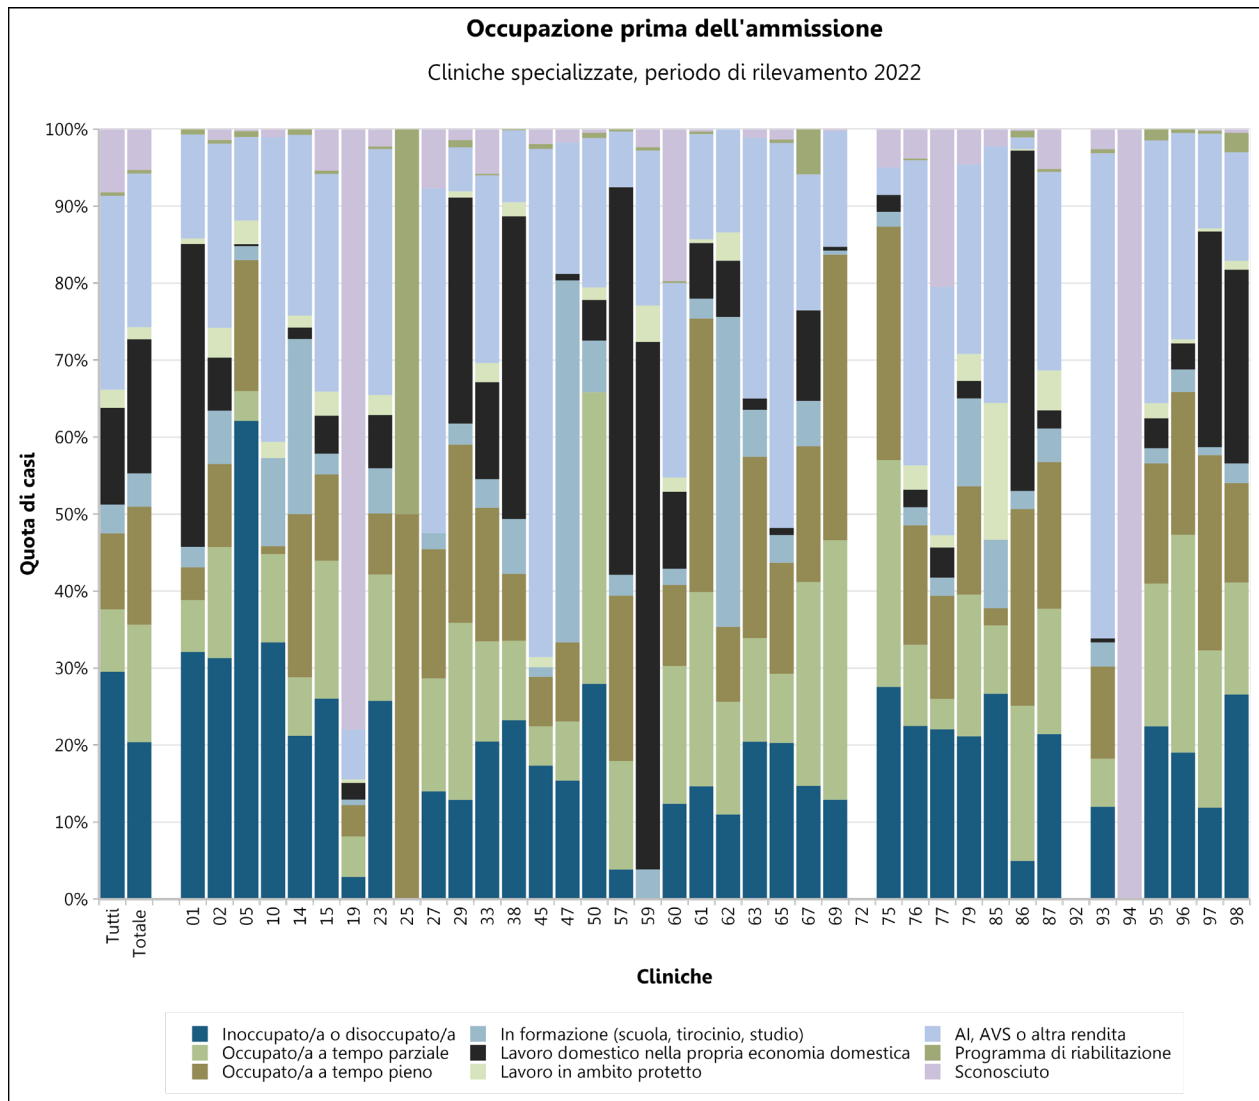 Occupazione prima dell'ammissione
Cliniche specializzate, periodo di rilevamento 2022
Quota di casi
100%
90%
80%
70%
60%
50%
40%
30%
20%
10%
0%
Tutti Totale 01 02 05 10 14 15 19 23 25 27 29 33 38 45 47 50 57 59 60 61 62 63 65 67 69 72 75 76 77 79 85 86 87 92 93 94 95 96 97 98
Cliniche
Inoccupato/a o disoccupato/a
Occupato/a a tempo parziale
Occupato/a a tempo pieno
In formazione (scuola, tirocinio, studio)
Lavoro domestico nella propria economia domestica
Lavoro in ambito protetto
AI, AVS o altra rendita
Programma di riabilitazione
Sconosciuto